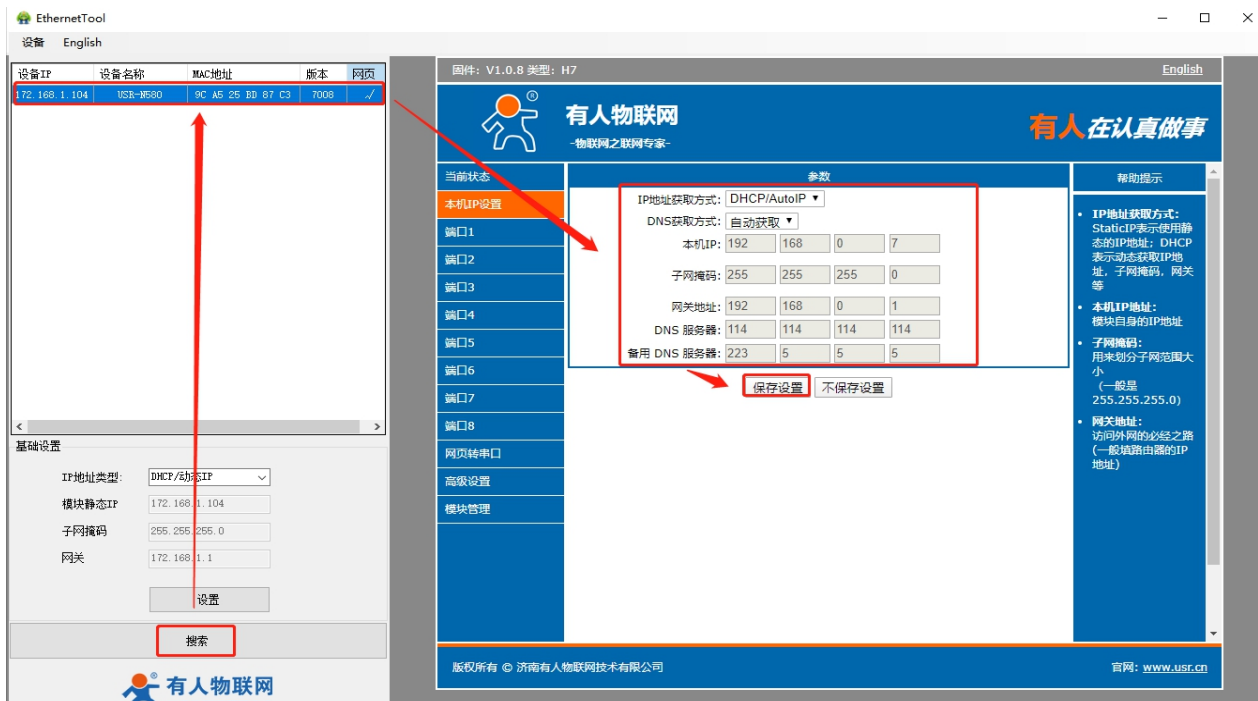 EthernetTool
设备 English
设备IP 设备名称 MAC地址 版本 网页
172.168.1.104 USR-N580 9C A5 25 BD 87 C3 7008 √
基础设置
IP地址类型: DHCP/动态IP
模块静态IP 172.168.1.104
子网掩码 255.255.255.0
网关 172.168.1.1
设置
搜索
有人物联网
固件: V1.0.8 类型: H7 English
有人物联网
-物联网之联网专家-
有人在认真做事
当前状态
本机IP设置
端口1
端口2
端口3
端口4
端口5
端口6
端口7
端口8
网页转串口
高级设置
模块管理
参数
IP地址获取方式: DHCP/AutoIP
DNS获取方式: 自动获取
本机IP: 192 168 0 7
子网掩码: 255 255 255 0
网关地址: 192 168 0 1
DNS 服务器: 114 114 114 114
备用 DNS 服务器: 223 5 5 5
保存设置 不保存设置
帮助提示
• IP地址获取方式:
StaticIP表示使用静
态的IP地址; DHCP
表示动态获取IP地
址, 子网掩码, 网关
等
• 本机IP地址:
模块自身的IP地址
• 子网掩码:
用来划分子网范围大
小
(一般是
255.255.255.0)
• 网关地址:
访问外网的必经之路
(一般填路由器的IP
地址)
版权所有 © 济南有人物联网技术有限公司 官网: www.usr.cn